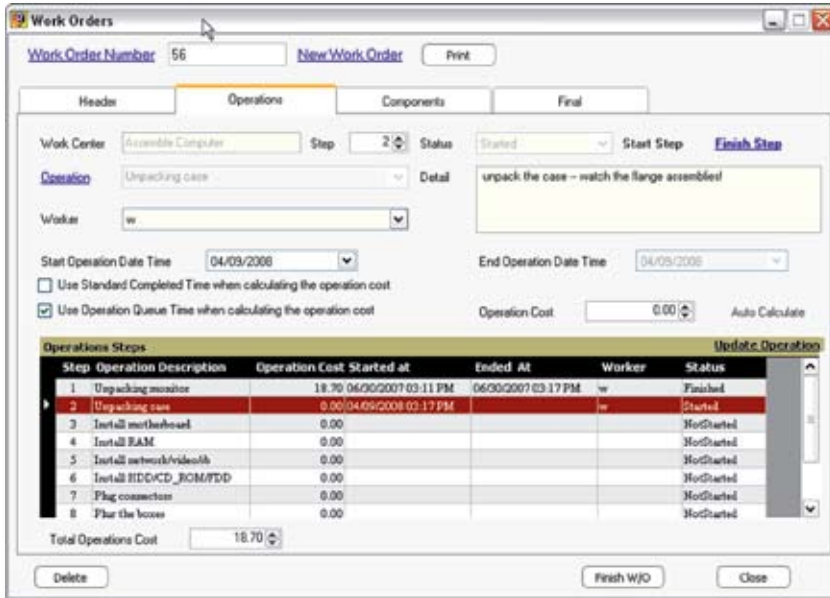 Work Orders
Work Order Number 56 New Work Order Print
Header Operations Components Final
Work Center Assemble Computer Step 2 Status Started Start Step Finish Step
Operation Unpacking case Detail unpack the case – watch the flange assemblies!
Worker w
Start Operation Date Time 04/09/2008 End Operation Date Time 04/09/2008
Use Standard Completed Time when calculating the operation cost
Use Operation Queue Time when calculating the operation cost Operation Cost 0.00 Auto Calculate
Operations Steps Update Operation
Step Operation Description Operation Cost Started at Ended At Worker Status
1 Unpacking monitor 18.70 06/30/2007 03:11 PM 06/30/2007 03:17 PM w Finished
2 Unpacking case 0.00 04/09/2008 03:17 PM w Started
3 Install motherboard 0.00 NotStarted
4 Install RAM 0.00 NotStarted
5 Install network/video/ib 0.00 NotStarted
6 Install HDD/CD_ROM/FDD 0.00 NotStarted
7 Plug connectors 0.00 NotStarted
8 the boxes 0.00 NotStarted
Total Operations Cost 18.70
Delete Finish W/O Close